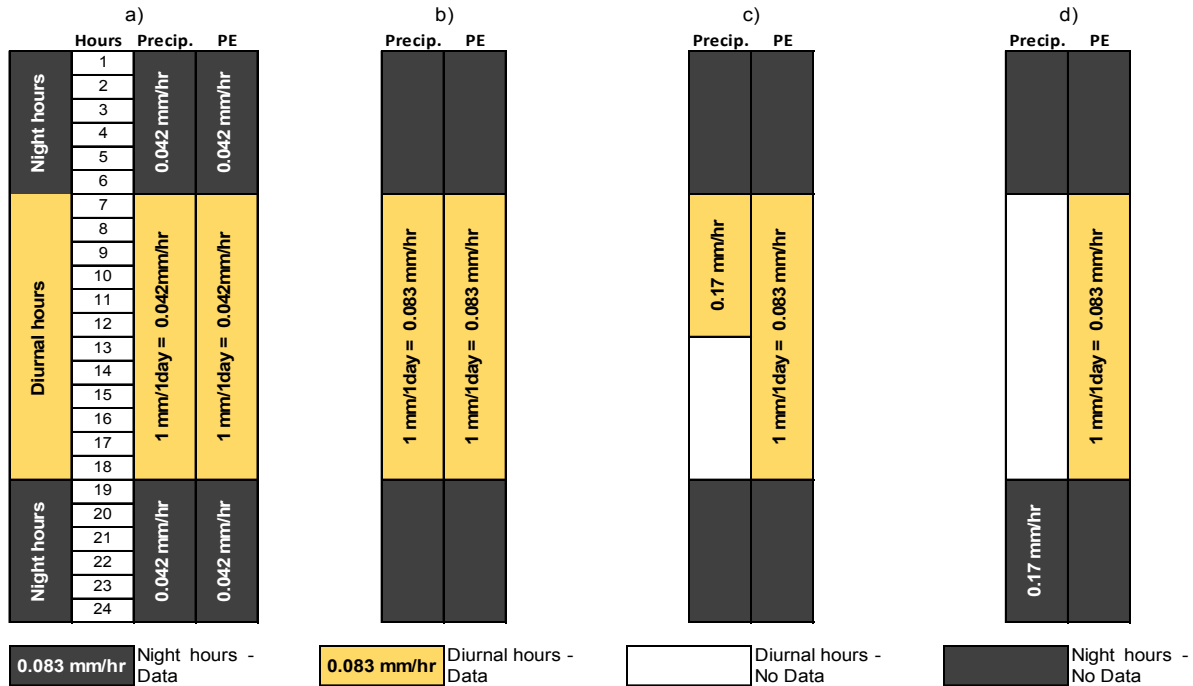 a)
b)
c)
d)
Hours Precip. PE
Precip. PE
Precip. PE
Precip. PE
Night hours
1
2
3
4
5
6
0.042 mm/hr
0.042 mm/hr
Diurnal hours
7
8
9
10
11
12
13
14
15
16
17
18
1 mm/1day = 0.042mm/hr
1 mm/1day = 0.042mm/hr
1 mm/1day = 0.083 mm/hr
1 mm/1day = 0.083 mm/hr
0.17 mm/hr
1 mm/1day = 0.083 mm/hr
1 mm/1day = 0.083 mm/hr
Night hours
19
20
21
22
23
24
0.042 mm/hr
0.042 mm/hr
0.17 mm/hr
0.083 mm/hr
Night hours -
Data
0.083 mm/hr
Diurnal hours -
Data
Diurnal hours -
No Data
Night hours -
No Data